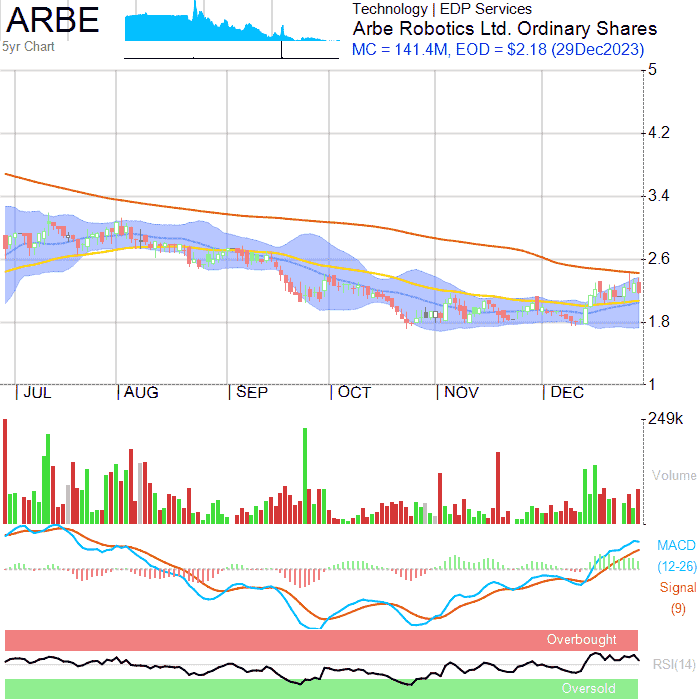 ARBE
5yr Chart
Technology | EDP Services
Arbe Robotics Ltd. Ordinary Shares
MC = 141.4M, EOD = $2.18 (29Dec2023)
5
4.2
3.4
2.6
1.8
1
JUL AUG SEP OCT NOV DEC
249k
Volume
MACD
(12-26)
Signal
(9)
Overbought
RSI(14)
Oversold